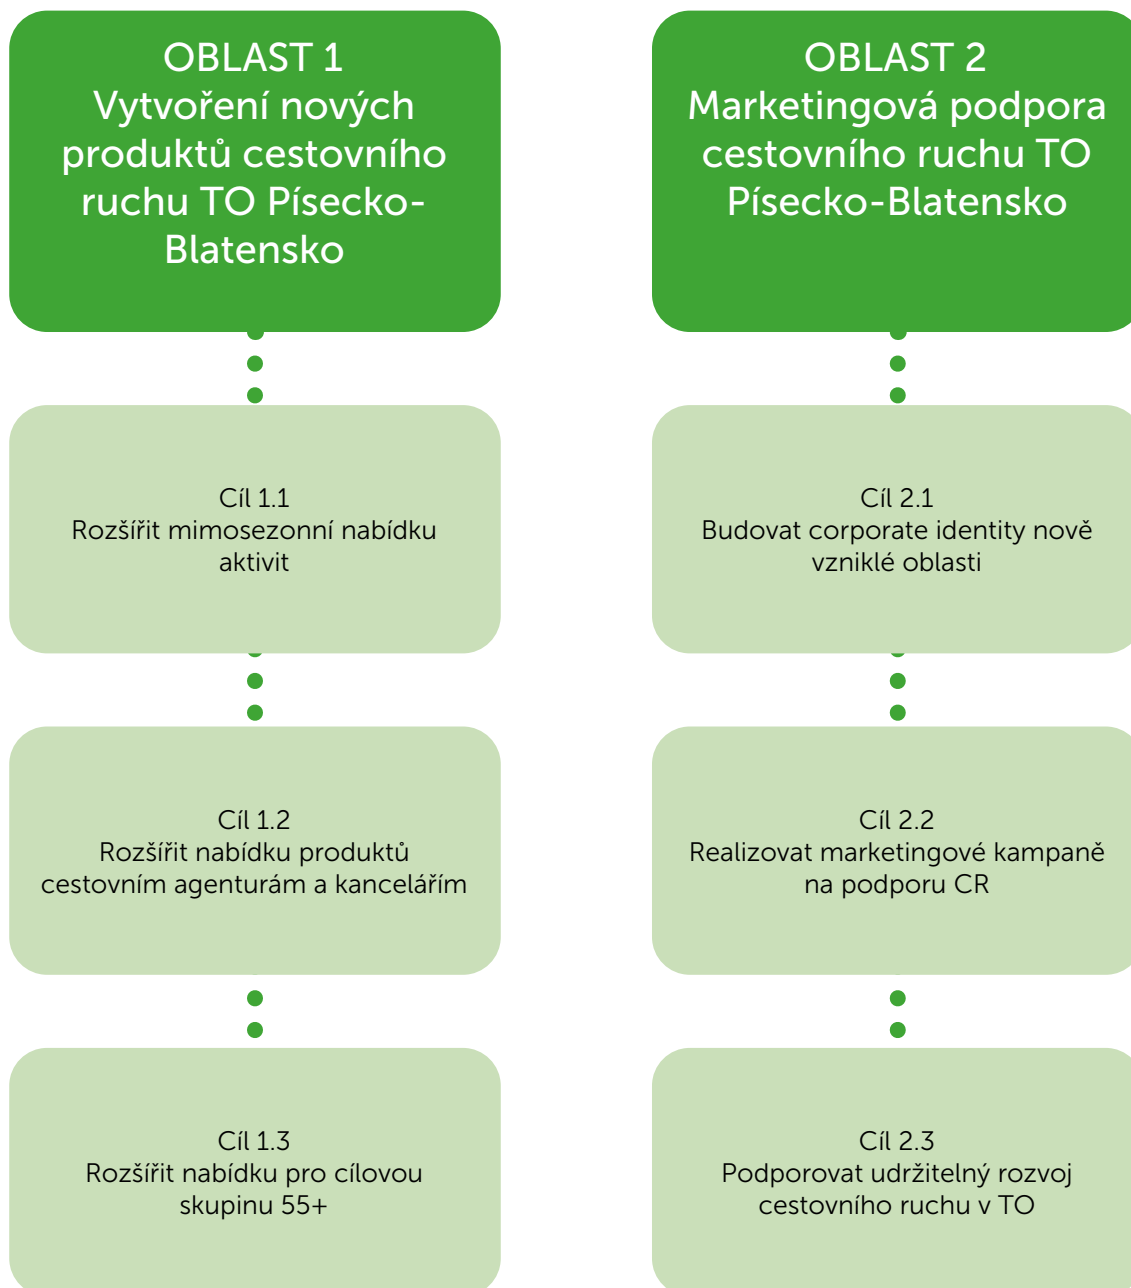 OBLAST 1
Vytvoření nových
produktů cestovního
ruchu TO Písecko-
Blatensko
Cíl 1.1
Rozšířit mimosezonní nabídku
aktivit
Cíl 1.2
Rozšířit nabídku produktů
cestovním agenturám a kancelářím
Cíl 1.3
Rozšířit nabídku pro cílovou
skupinu 55+
OBLAST 2
Marketingová podpora
cestovního ruchu TO
Písecko-Blatensko
Cíl 2.1
Budovat corporate identity nově
vzniklé oblasti
Cíl 2.2
Realizovat marketingové kampaně
na podporu CR
Cíl 2.3
Podporovat udržitelný rozvoj
cestovního ruchu v TO